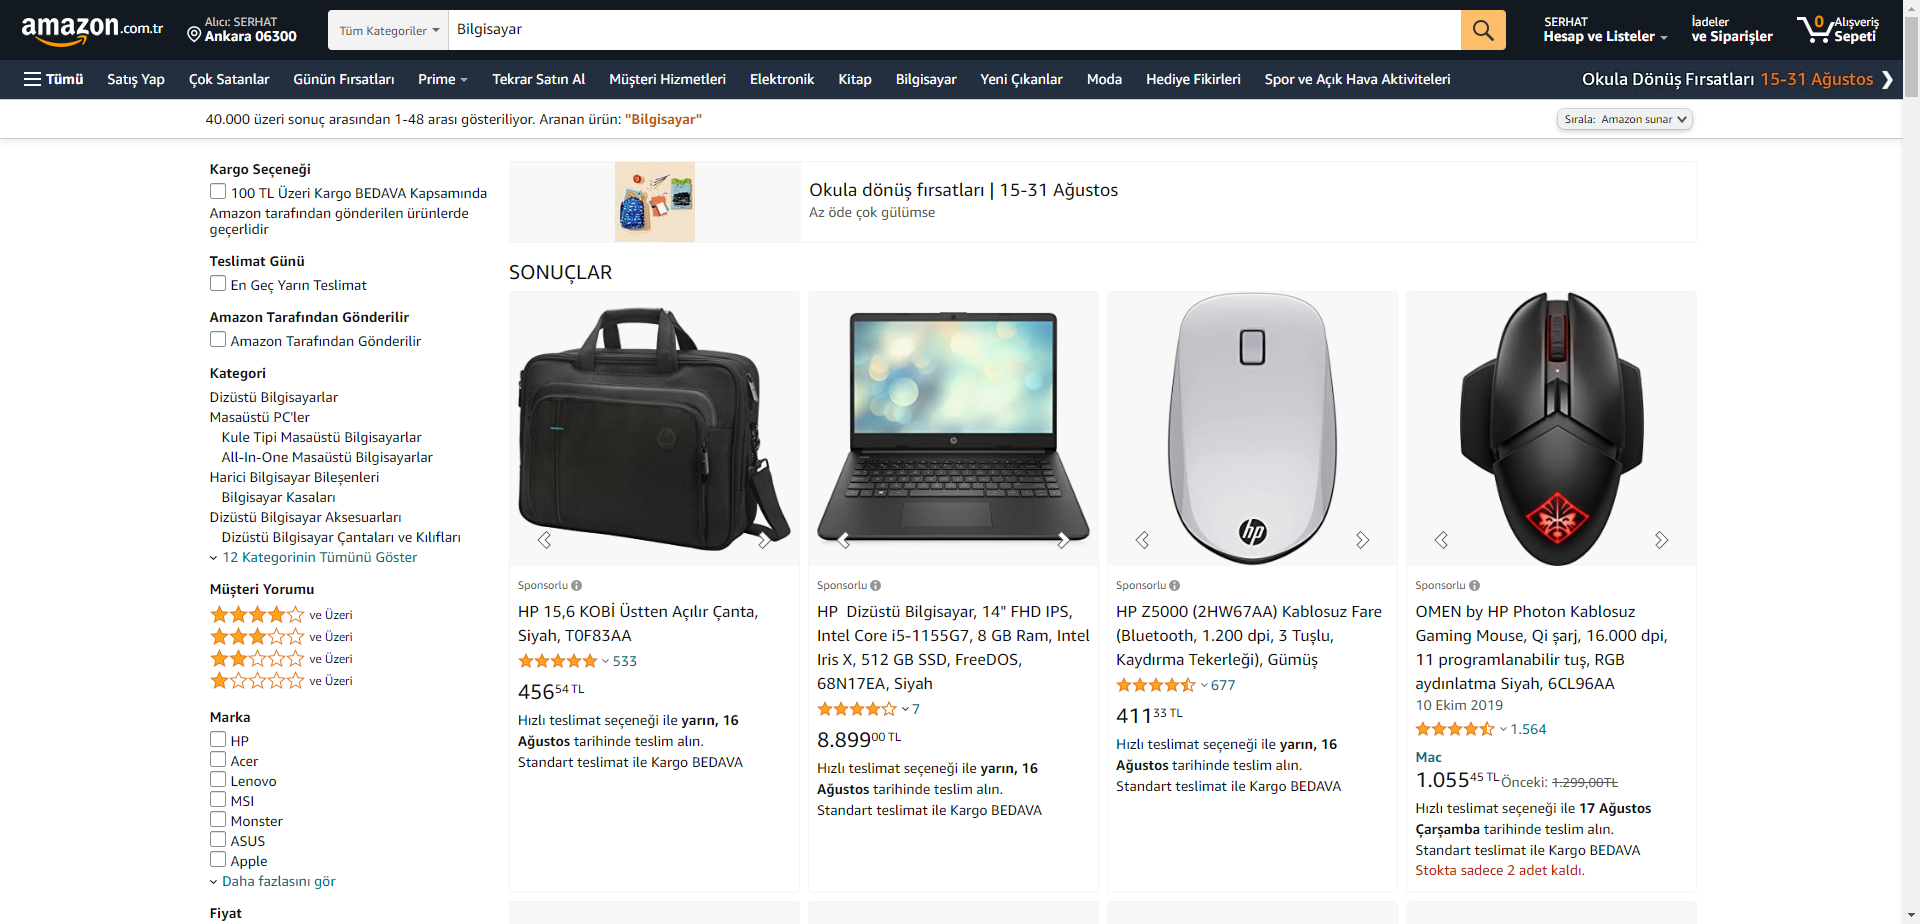 amazon.com.tr
Alıcı: SERHAT
Ankara 06300
Tüm Kategoriler
Bilgisayar
SERHAT
Hesap ve Listeler
İadeler
ve Siparişler
0
Alışveriş
Sepeti
Tümü
Satış Yap
Çok Satanlar
Günün Fırsatları
Prime
Tekrar Satın Al
Müşteri Hizmetleri
Elektronik
Kitap
Bilgisayar
Yeni Çıkanlar
Moda
Hediye Fikirleri
Spor ve Açık Hava Aktiviteleri
Okula Dönüş Fırsatları 15-31 Ağustos
40.000 üzeri sonuç arasından 1-48 arası gösteriliyor. Aranan ürün: "Bilgisayar"
Sırala: Amazon sunar
Kargo Seçeneği
100 TL Üzeri Kargo BEDAVA Kapsamında
Amazon tarafından gönderilen ürünlerde
geçerlidir
Teslimat Günü
En Geç Yarın Teslimat
Amazon Tarafından Gönderilir
Amazon Tarafından Gönderilir
Kategori
Dizüstü Bilgisayarlar
Masaüstü PC'ler
Kule Tipi Masaüstü Bilgisayarlar
All-In-One Masaüstü Bilgisayarlar
Harici Bilgisayar Bileşenleri
Bilgisayar Kasaları
Dizüstü Bilgisayar Aksesuarları
Dizüstü Bilgisayar Çantaları ve Kılıfları
12 Kategorinin Tümünü Göster
Müşteri Yorumu
ve Üzeri
ve Üzeri
ve Üzeri
ve Üzeri
Marka
HP
Acer
Lenovo
MSI
Monster
ASUS
Apple
Daha fazlasını gör
Fiyat
Okula dönüş fırsatları | 15-31 Ağustos
Az öde çok gülümse
SONUÇLAR
Sponsorlu
HP 15,6 KOBİ Üstten Açılır Çanta,
Siyah, T0F83AA
533
456 54 TL
Hızlı teslimat seçeneği ile yarın, 16
Ağustos tarihinde teslim alın.
Standart teslimat ile Kargo BEDAVA
Sponsorlu
HP Dizüstü Bilgisayar, 14" FHD IPS,
Intel Core i5-1155G7, 8 GB Ram, Intel
Iris X, 512 GB SSD, FreeDOS,
68N17EA, Siyah
7
8.899 00 TL
Hızlı teslimat seçeneği ile yarın, 16
Ağustos tarihinde teslim alın.
Standart teslimat ile Kargo BEDAVA
hp
Sponsorlu
HP Z5000 (2HW67AA) Kablosuz Fare
(Bluetooth, 1.200 dpi, 3 Tuşlu,
Kaydırma Tekerleği), Gümüş
677
411 33 TL
Hızlı teslimat seçeneği ile yarın, 16
Ağustos tarihinde teslim alın.
Standart teslimat ile Kargo BEDAVA
Sponsorlu
OMEN by HP Photon Kablosuz
Gaming Mouse, Qi şarj, 16.000 dpi,
11 programlanabilir tuş, RGB
aydınlatma Siyah, 6CL96AA
10 Ekim 2019
1.564
Mac
1.055 45 TL Önceki: 1.299,00TL
Hızlı teslimat seçeneği ile 17 Ağustos
Çarşamba tarihinde teslim alın.
Standart teslimat ile Kargo BEDAVA
Stokta sadece 2 adet kaldı.